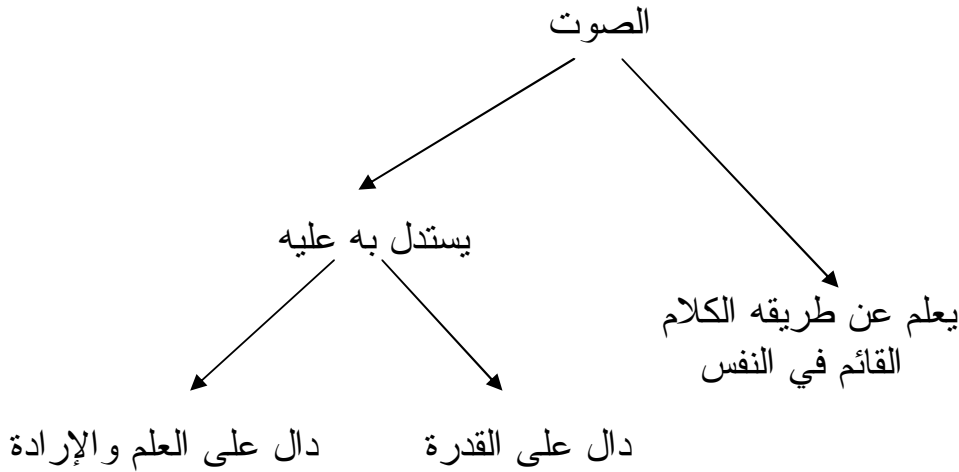 الصوت
يستدل به عليه
يعلم عن طريقه الكلام
القائم في النفس
دال على القدرة
دال على العلم والإرادة